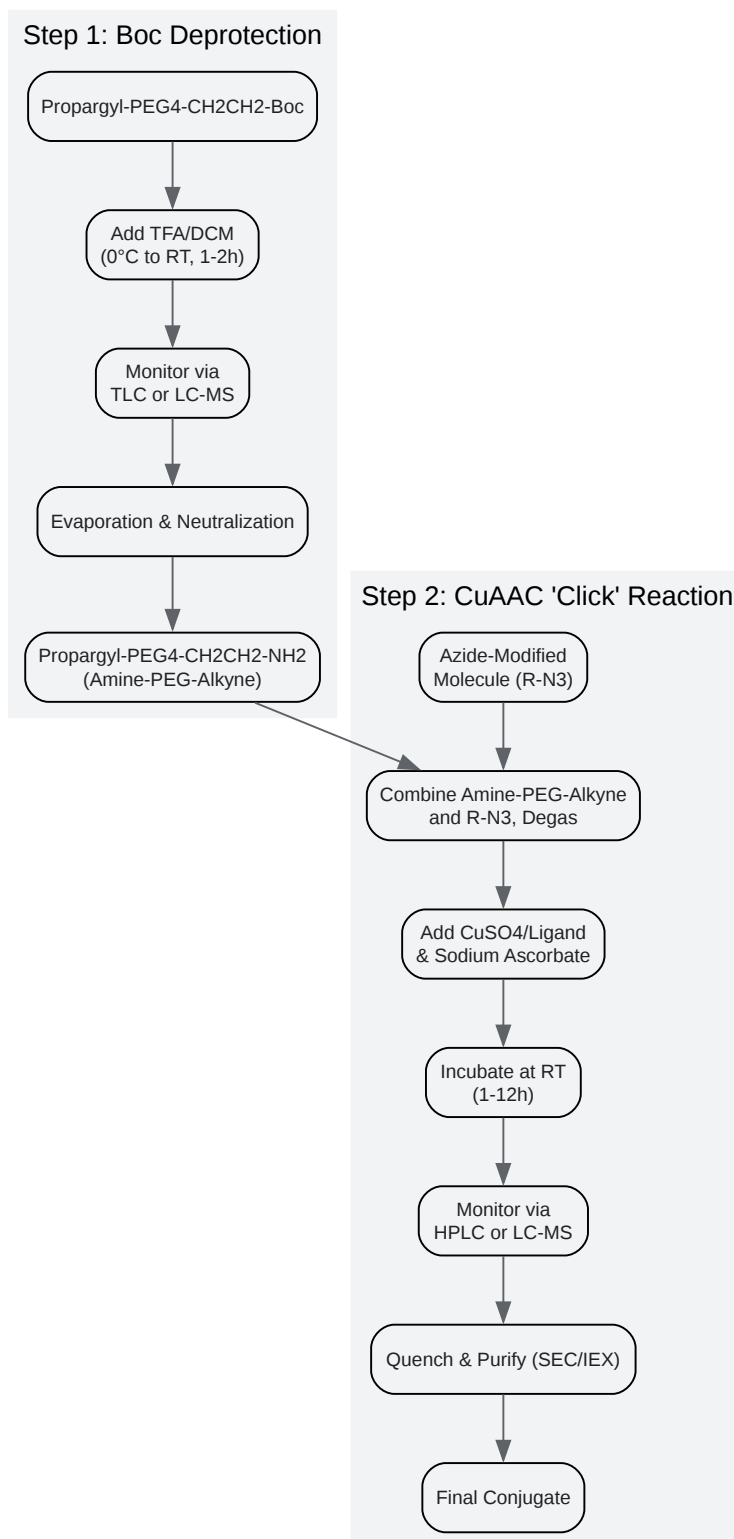 Step 1: Boc Deprotection
Propargyl-PEG4-CH2CH2-Boc
Add TFA/DCM
(0°C to RT, 1-2h)
Monitor via
TLC or LC-MS
Evaporation & Neutralization
Propargyl-PEG4-CH2CH2-NH2
(Amine-PEG-Alkyne)
Step 2: CuAAC 'Click' Reaction
Azide-Modified
Molecule (R-N3)
Combine Amine-PEG-Alkyne
and R-N3, Degas
Add CuSO4/Ligand
& Sodium Ascorbate
Incubate at RT
(1-12h)
Monitor via
HPLC or LC-MS
Quench & Purify (SEC/IEX)
Final Conjugate